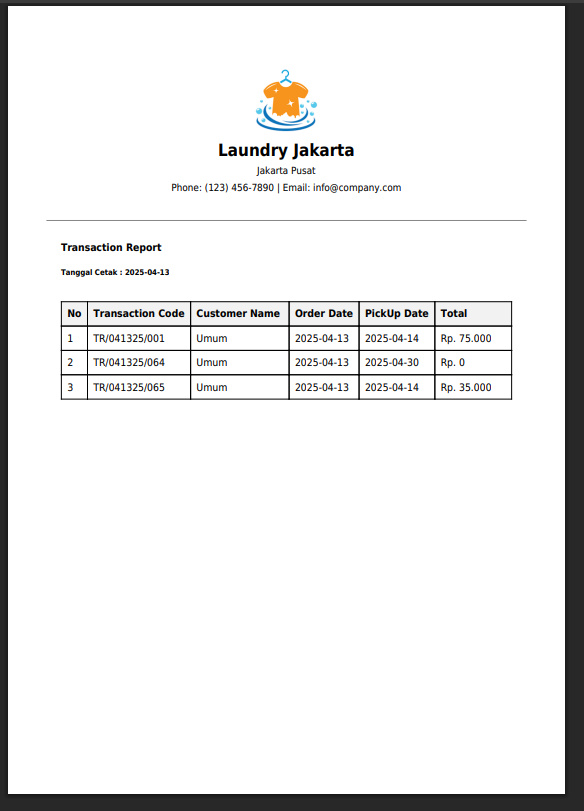 Laundry Jakarta
Jakarta Pusat
Phone: (123) 456-7890 | Email: info@company.com
Transaction Report
Tanggal Cetak : 2025-04-13
No Transaction Code Customer Name Order Date PickUp Date Total
1 TR/041325/001 Umum 2025-04-13 2025-04-14 Rp. 75.000
2 TR/041325/064 Umum 2025-04-13 2025-04-30 Rp. 0
3 TR/041325/065 Umum 2025-04-13 2025-04-14 Rp. 35.000